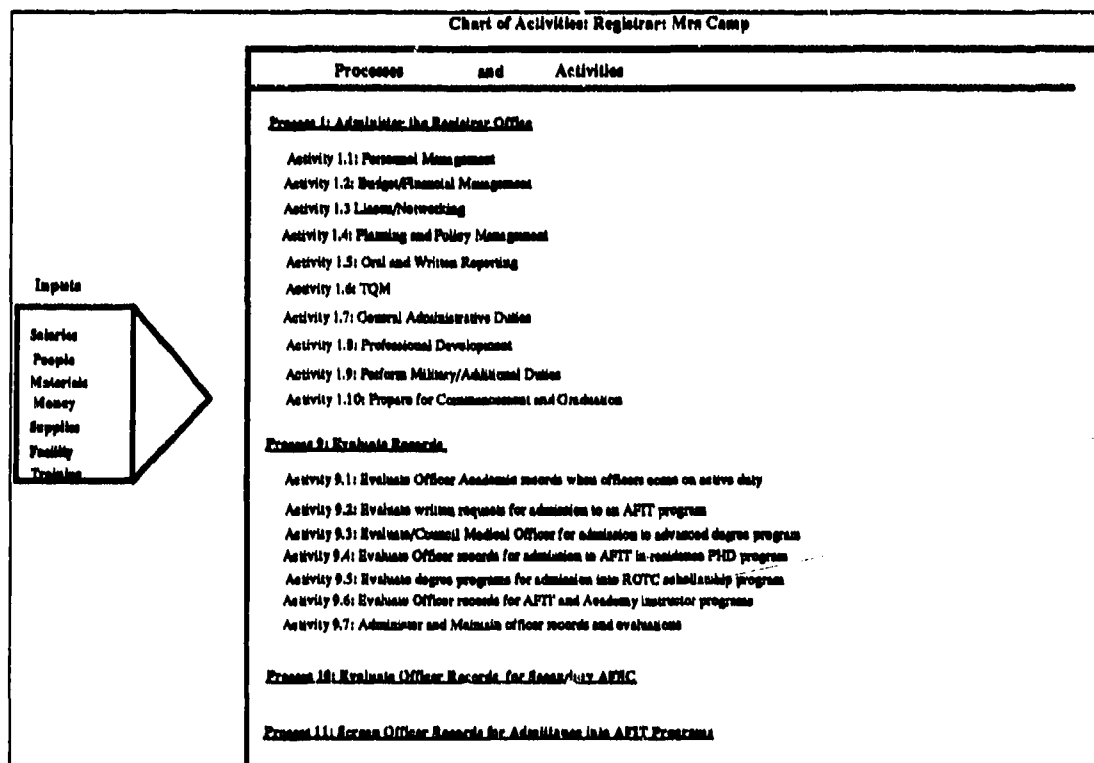 Chart of Activities: Registrar: Mrs Camp
Processes and Activities
Process 1: Administer the Registrar Office
Activity 1.1: Personnel Management
Activity 1.2: Budget/Financial Management
Activity 1.3 Liason/Networking
Activity 1.4: Planning and Policy Management
Activity 1.5: Oral and Written Reporting
Activity 1.6: TQM
Activity 1.7: General Administrative Duties
Activity 1.8: Professional Development
Activity 1.9: Perform Military/Additional Duties
Activity 1.10: Prepare for Commencement and Graduation
Inputs
Salaries
People
Materials
Money
Supplies
Facility
Training
Process 9: Evaluate Records
Activity 9.1: Evaluate Officer Academic records when officers come on active duty
Activity 9.2: Evaluate written requests for admission to an AFIT program
Activity 9.3: Evaluate/Council Medical Officer for admission to advanced degree program
Activity 9.4: Evaluate Officer records for admission to AFIT in-residence PHD program
Activity 9.5: Evaluate degree programs for admission into ROTC scholarship program
Activity 9.6: Evaluate Officer records for AFIT and Academy instructor programs
Activity 9.7: Administer and Maintain officer records and evaluations
Process 10: Evaluate Officer Records for Secondary AFSC
Process 11: Screen Officer Records for Admittance into AFIT Programs